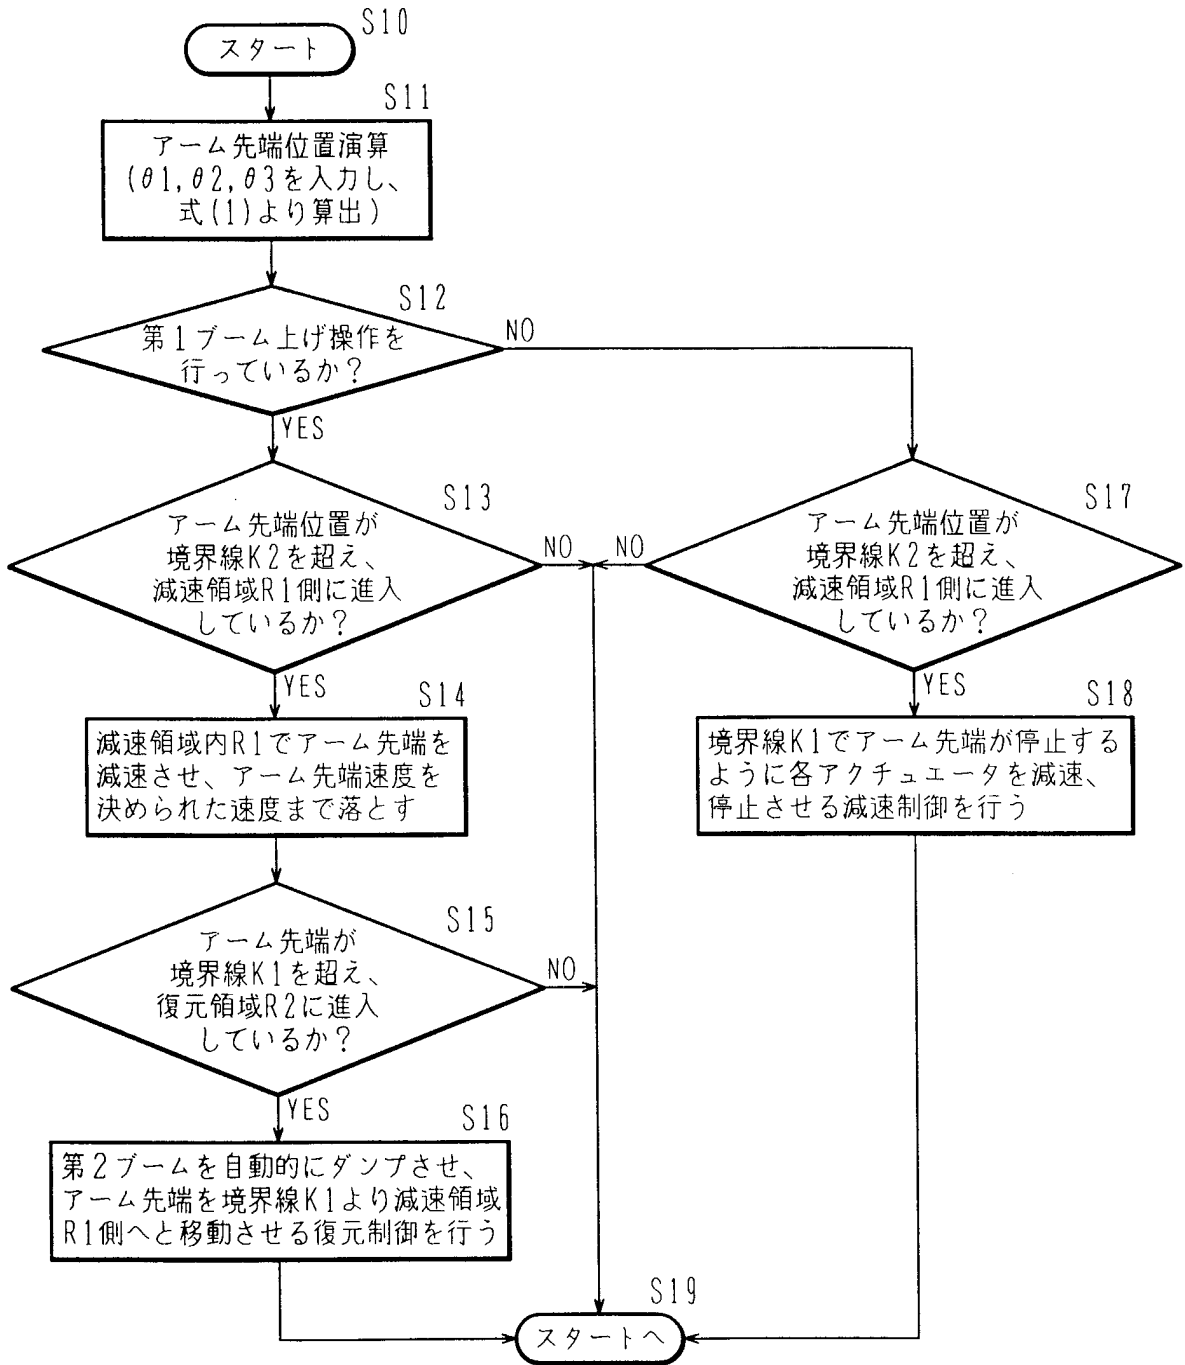 S10
スタート
S11
アーム先端位置演算
(θ1,θ2,θ3を入力し、
式(1)より算出)
S12
第1ブーム上げ操作を
行っているか?
NO
YES
S13
アーム先端位置が
境界線K2を超え、
減速領域R1側に進入
しているか?
NO
YES
S17
アーム先端位置が
境界線K2を超え、
減速領域R1側に進入
しているか?
NO
YES
S14
減速領域内R1でアーム先端を
減速させ、アーム先端速度を
決められた速度まで落とす
S18
境界線K1でアーム先端が停止する
ように各アクチュエータを減速、
停止させる減速制御を行う
S15
アーム先端が
境界線K1を超え、
復元領域R2に進入
しているか?
NO
YES
S16
第2ブームを自動的にダンプさせ、
アーム先端を境界線K1より減速領域
R1側へと移動させる復元制御を行う
S19
スタートへ